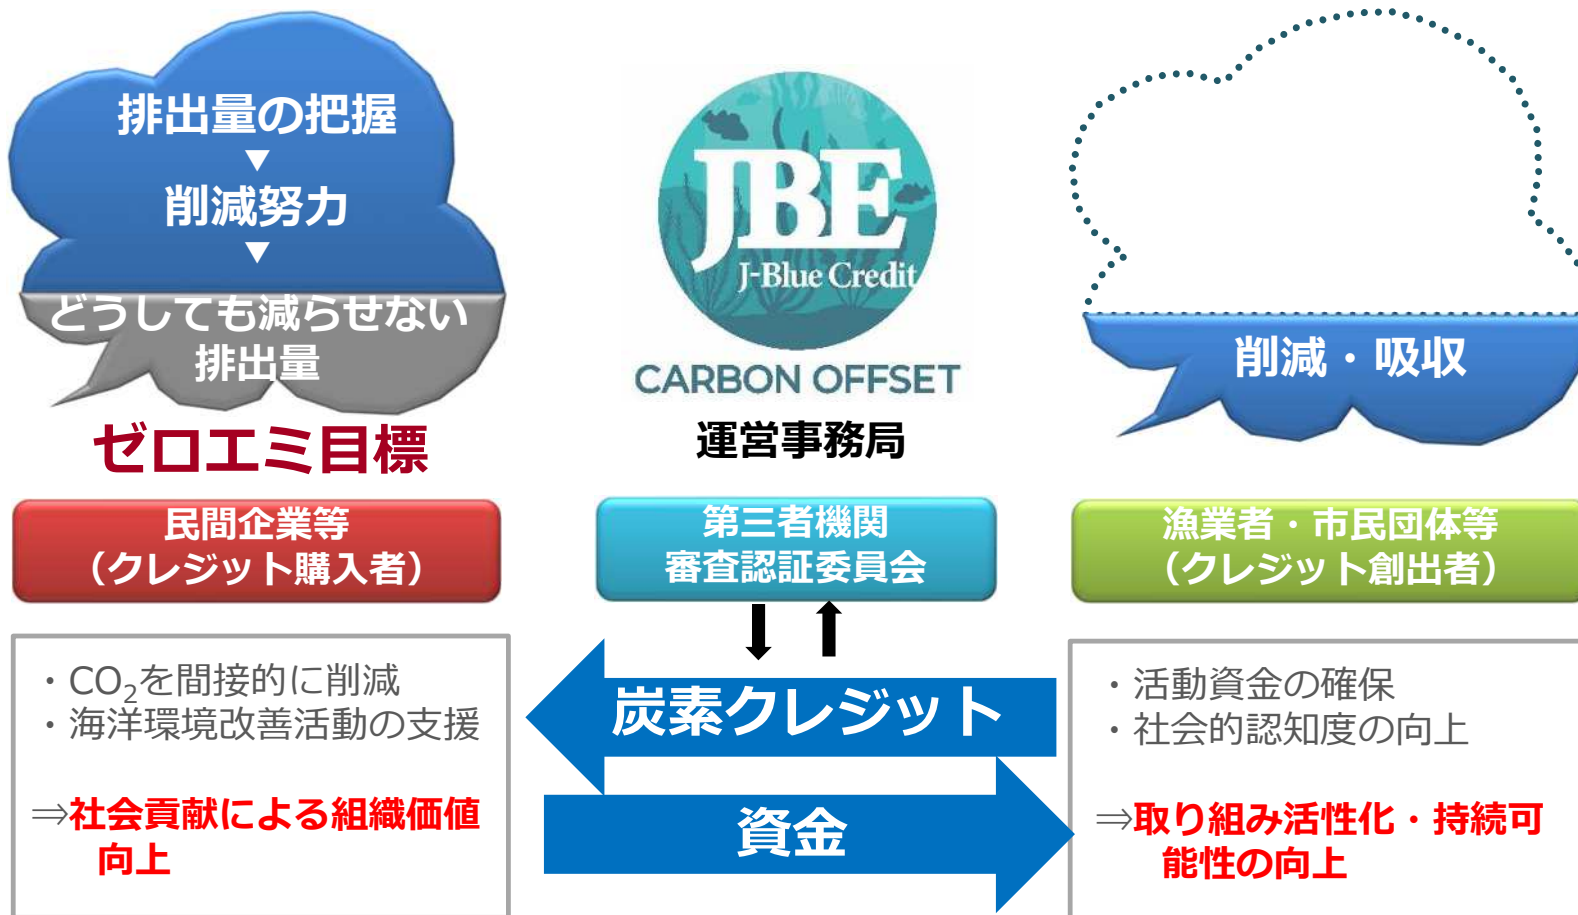 排出量の把握
▼
削減努力
▼
どうしても減らせない
排出量
ゼロエミ目標
民間企業等
（クレジット購入者）
・CO₂を間接的に削減
・海洋環境改善活動の支援
⇒社会貢献による組織価値
向上
JBE
J-Blue Credit
CARBON OFFSET
運営事務局
第三者機関
審査認証委員会
炭素クレジット
資金
削減・吸収
漁業者・市民団体等
（クレジット創出者）
・活動資金の確保
・社会的認知度の向上
⇒取り組み活性化・持続可
能性の向上